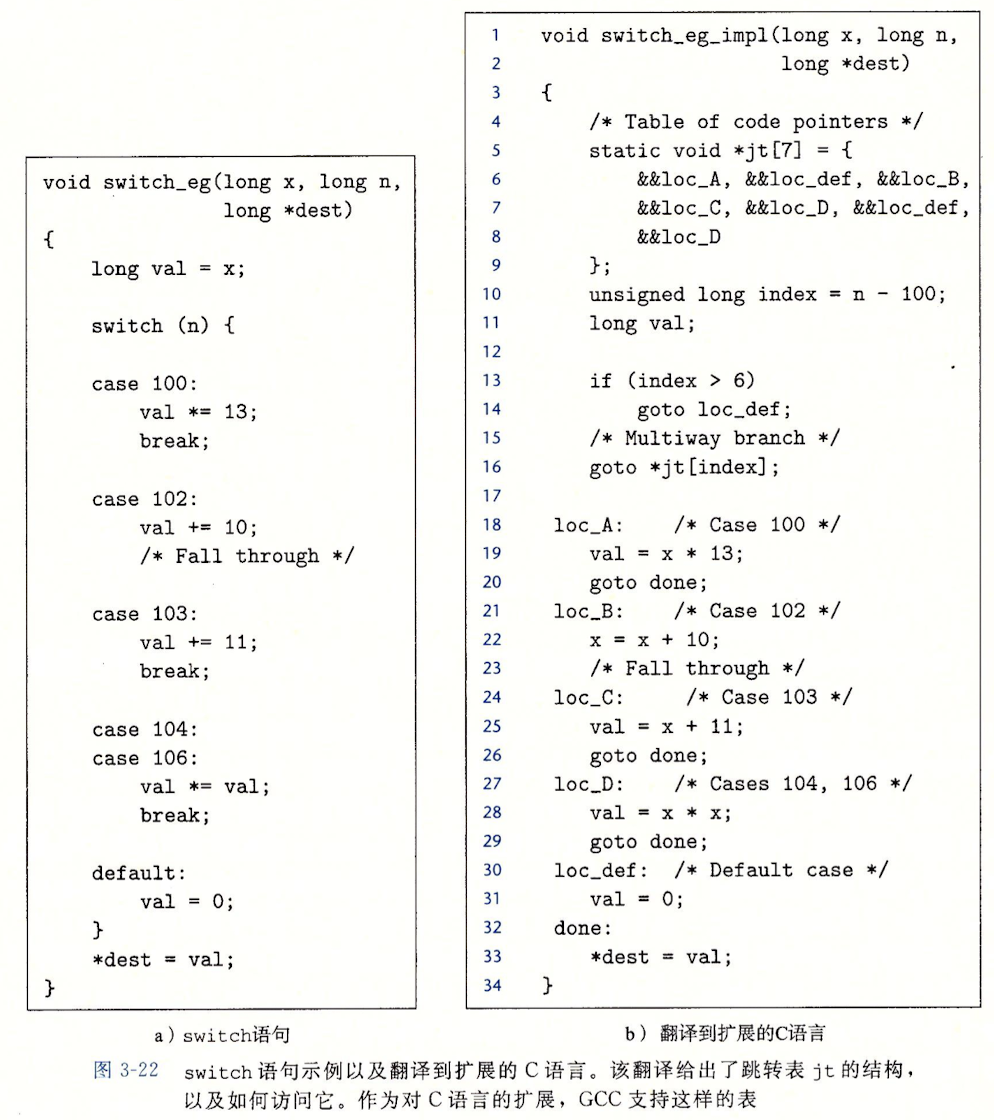 void switch_eg(long x, long n,
               long *dest)
{
    long val = x;

    switch (n) {

    case 100:
        val *= 13;
        break;

    case 102:
        val += 10;
        /* Fall through */

    case 103:
        val += 11;
        break;

    case 104:
    case 106:
        val *= val;
        break;

    default:
        val = 0;
    }
    *dest = val;
}
a）switch语句
1    void switch_eg_impl(long x, long n,
2                        long *dest)
3    {
4        /* Table of code pointers */
5        static void *jt[7] = {
6            &&loc_A, &&loc_def, &&loc_B,
7            &&loc_C, &&loc_D, &&loc_def,
8            &&loc_D
9        };
10       unsigned long index = n - 100;
11       long val;
12
13       if (index > 6)
14           goto loc_def;
15       /* Multiway branch */
16       goto *jt[index];
17
18    loc_A:    /* Case 100 */
19       val = x * 13;
20       goto done;
21    loc_B:    /* Case 102 */
22       x = x + 10;
23       /* Fall through */
24    loc_C:     /* Case 103 */
25       val = x + 11;
26       goto done;
27    loc_D:    /* Cases 104, 106 */
28       val = x * x;
29       goto done;
30    loc_def:  /* Default case */
31       val = 0;
32    done:
33       *dest = val;
34   }
b） 翻译到扩展的C语言
图 3-22 switch 语句示例以及翻译到扩展的 C 语言。该翻译给出了跳转表 jt 的结构，
以及如何访问它。作为对 C 语言的扩展，GCC 支持这样的表